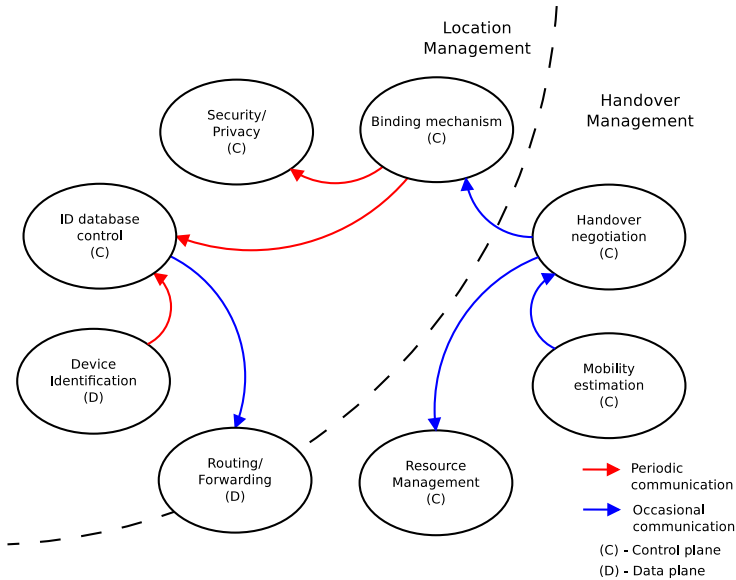 Location
Management
Handover
Management
Security/
Privacy
(C)
Binding mechanism
(C)
ID database
control
(C)
Handover
negotiation
(C)
Device
Identification
(D)
Mobility
estimation
(C)
Routing/
Forwarding
(D)
Resource
Management
(C)
Periodic
communication
Occasional
communication
(C) - Control plane
(D) - Data plane